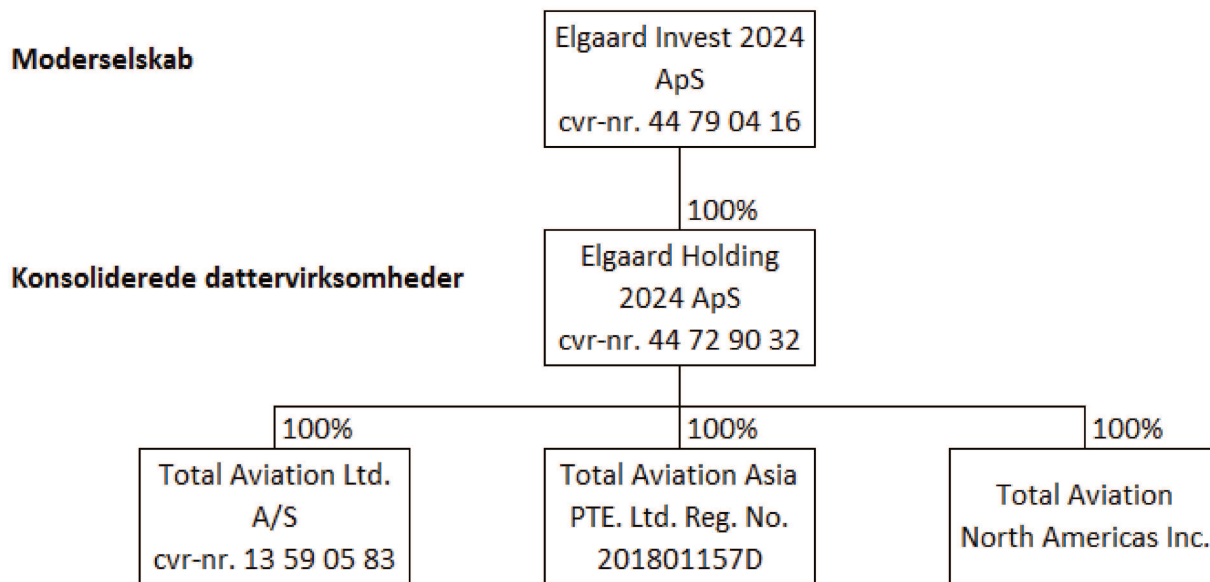 Moderselskab
Elgaard Invest 2024
ApS
cvr-nr. 44 79 04 16
100%
Konsoliderede dattervirksomheder
Elgaard Holding
2024 ApS
cvr-nr. 44 72 90 32
100%
100%
100%
Total Aviation Ltd.
A/S
cvr-nr. 13 59 05 83
Total Aviation Asia
PTE. Ltd. Reg. No.
201801157D
Total Aviation
North Americas Inc.